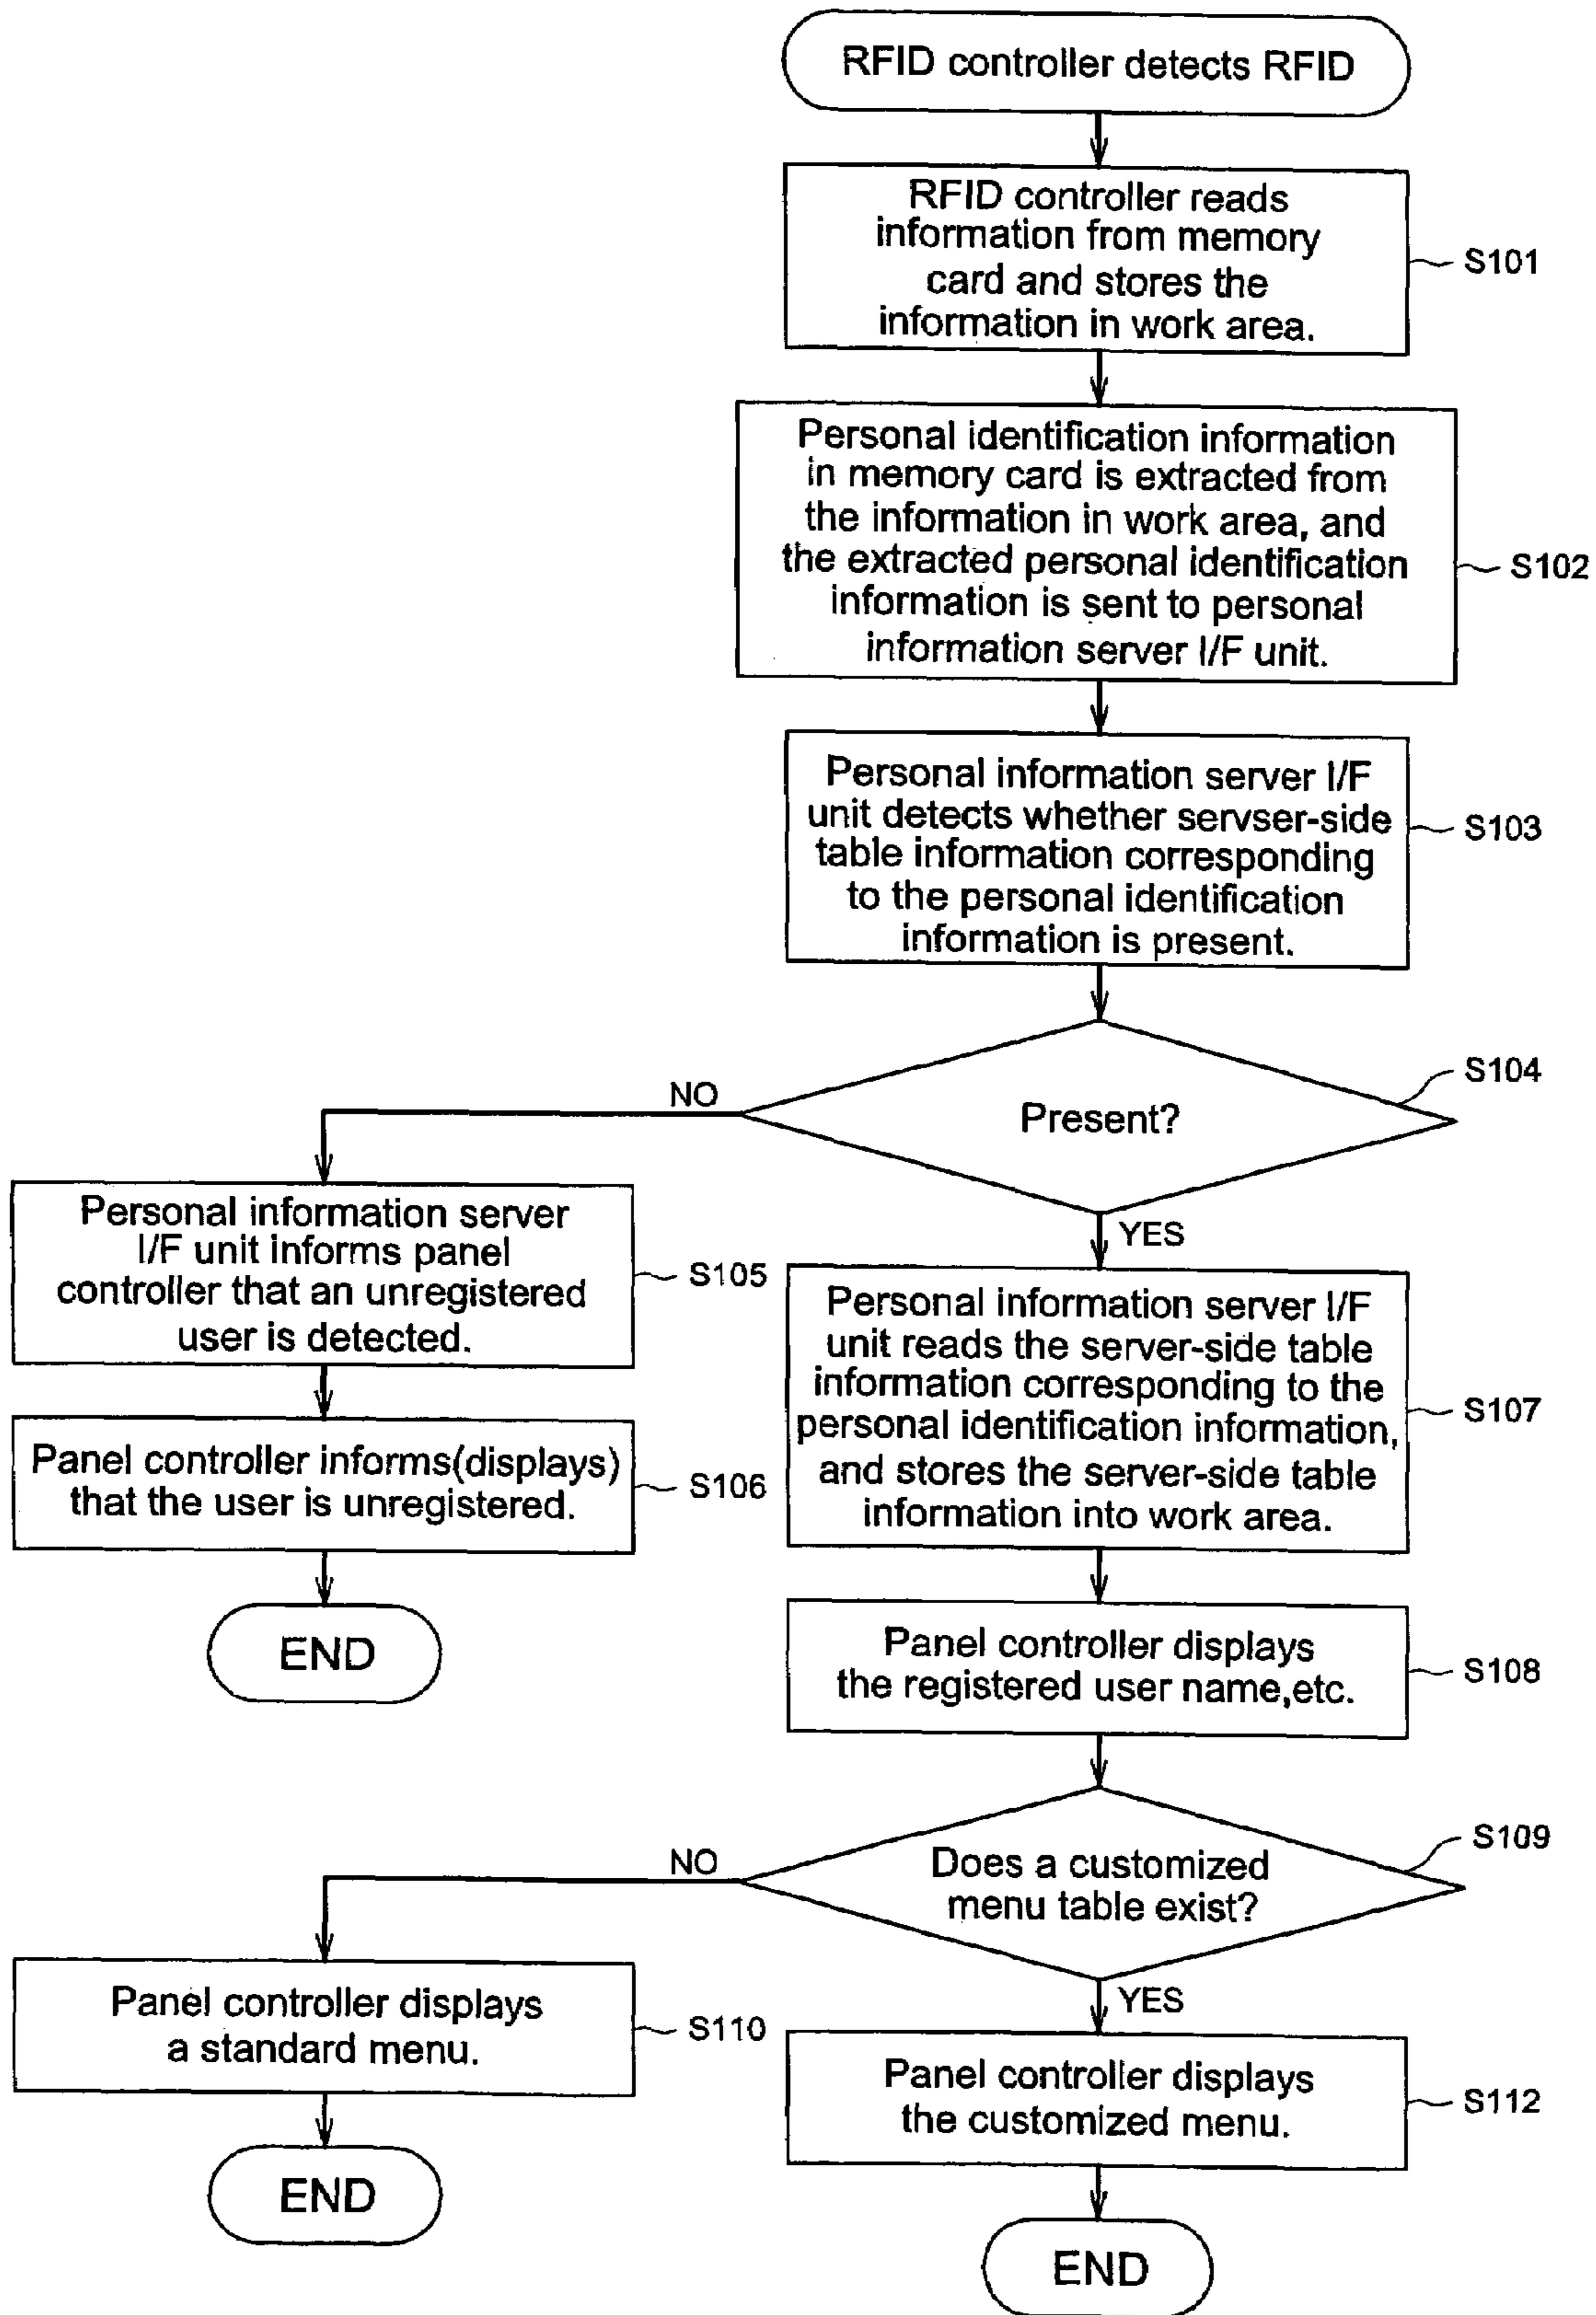 RFID controller detects RFID
RFID controller reads
information from memory
card and stores the
information in work area.
S101
Personal identification information
in memory card is extracted from
the information in work area, and
the extracted personal identification
information is sent to personal
information server I/F unit.
S102
Personal information server I/F
unit detects whether servser-side
table information corresponding
to the personal identification
information is present.
S103
Present?
S104
NO
YES
Personal information server
I/F unit informs panel
controller that an unregistered
user is detected.
S105
Panel controller informs(displays)
that the user is unregistered.
S106
END
Personal information server I/F
unit reads the server-side table
information corresponding to the
personal identification information,
and stores the server-side table
information into work area.
S107
Panel controller displays
the registered user name,etc.
S108
Does a customized
menu table exist?
S109
NO
YES
Panel controller displays
a standard menu.
S110
END
Panel controller displays
the customized menu.
S112
END